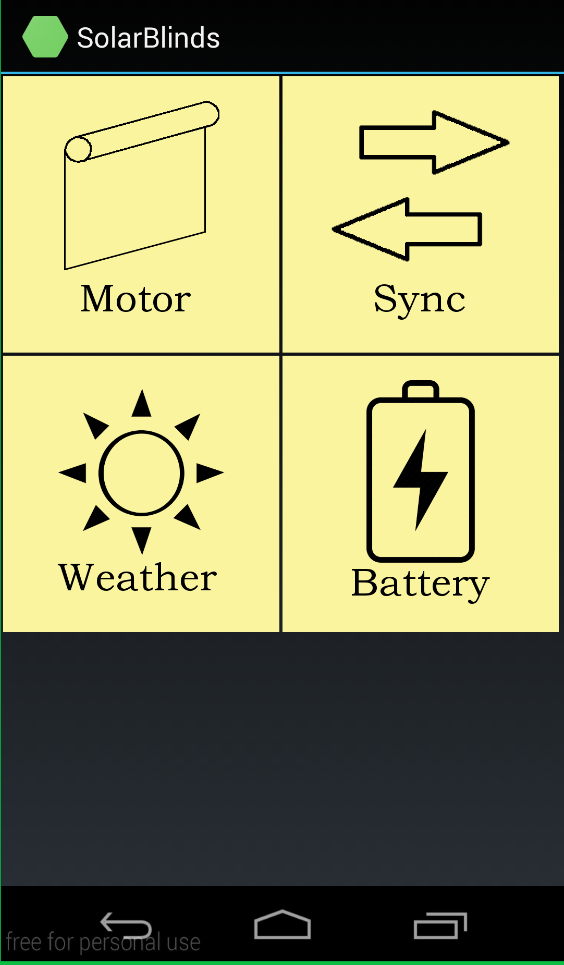 SolarBlinds
Motor
Sync
Weather
Battery
free for personal use